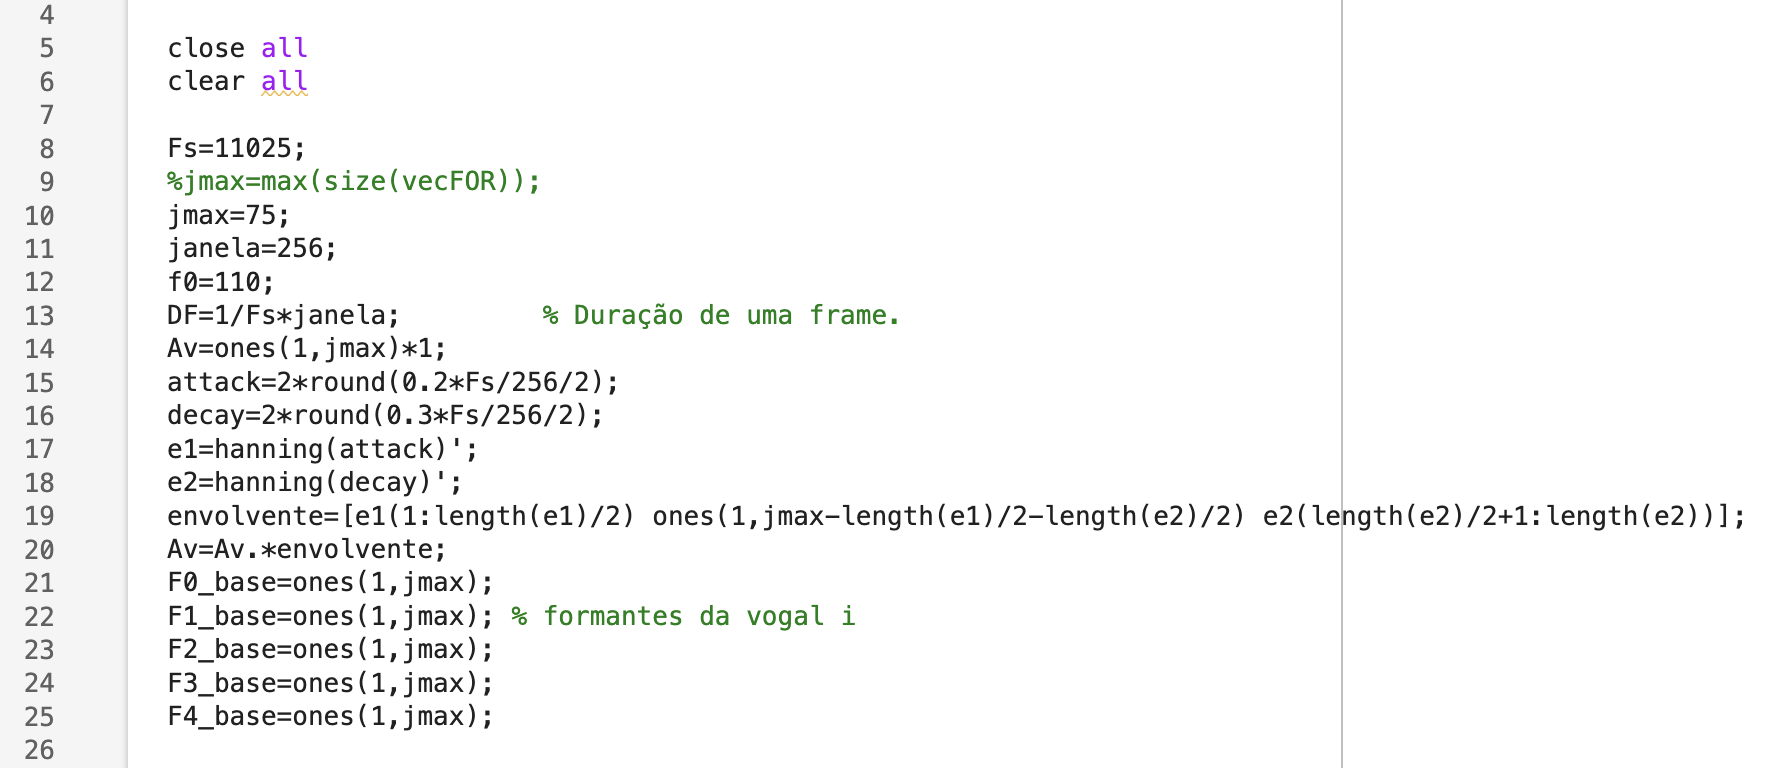 4
5 close all
6 clear all
7
8 Fs=11025;
9 %jmax=max(size(vecFOR));
10 jmax=75;
11 janela=256;
12 f0=110;
13 DF=1/Fs*janela; % Duração de uma frame.
14 Av=ones(1,jmax)*1;
15 attack=2*round(0.2*Fs/256/2);
16 decay=2*round(0.3*Fs/256/2);
17 e1=hanning(attack)';
18 e2=hanning(decay)';
19 envolvente=[e1(1:length(e1)/2) ones(1,jmax-length(e1)/2-length(e2)/2) e2(length(e2)/2+1:length(e2))];
20 Av=Av.*envolvente;
21 F0_base=ones(1,jmax);
22 F1_base=ones(1,jmax); % formantes da vogal i
23 F2_base=ones(1,jmax);
24 F3_base=ones(1,jmax);
25 F4_base=ones(1,jmax);
26